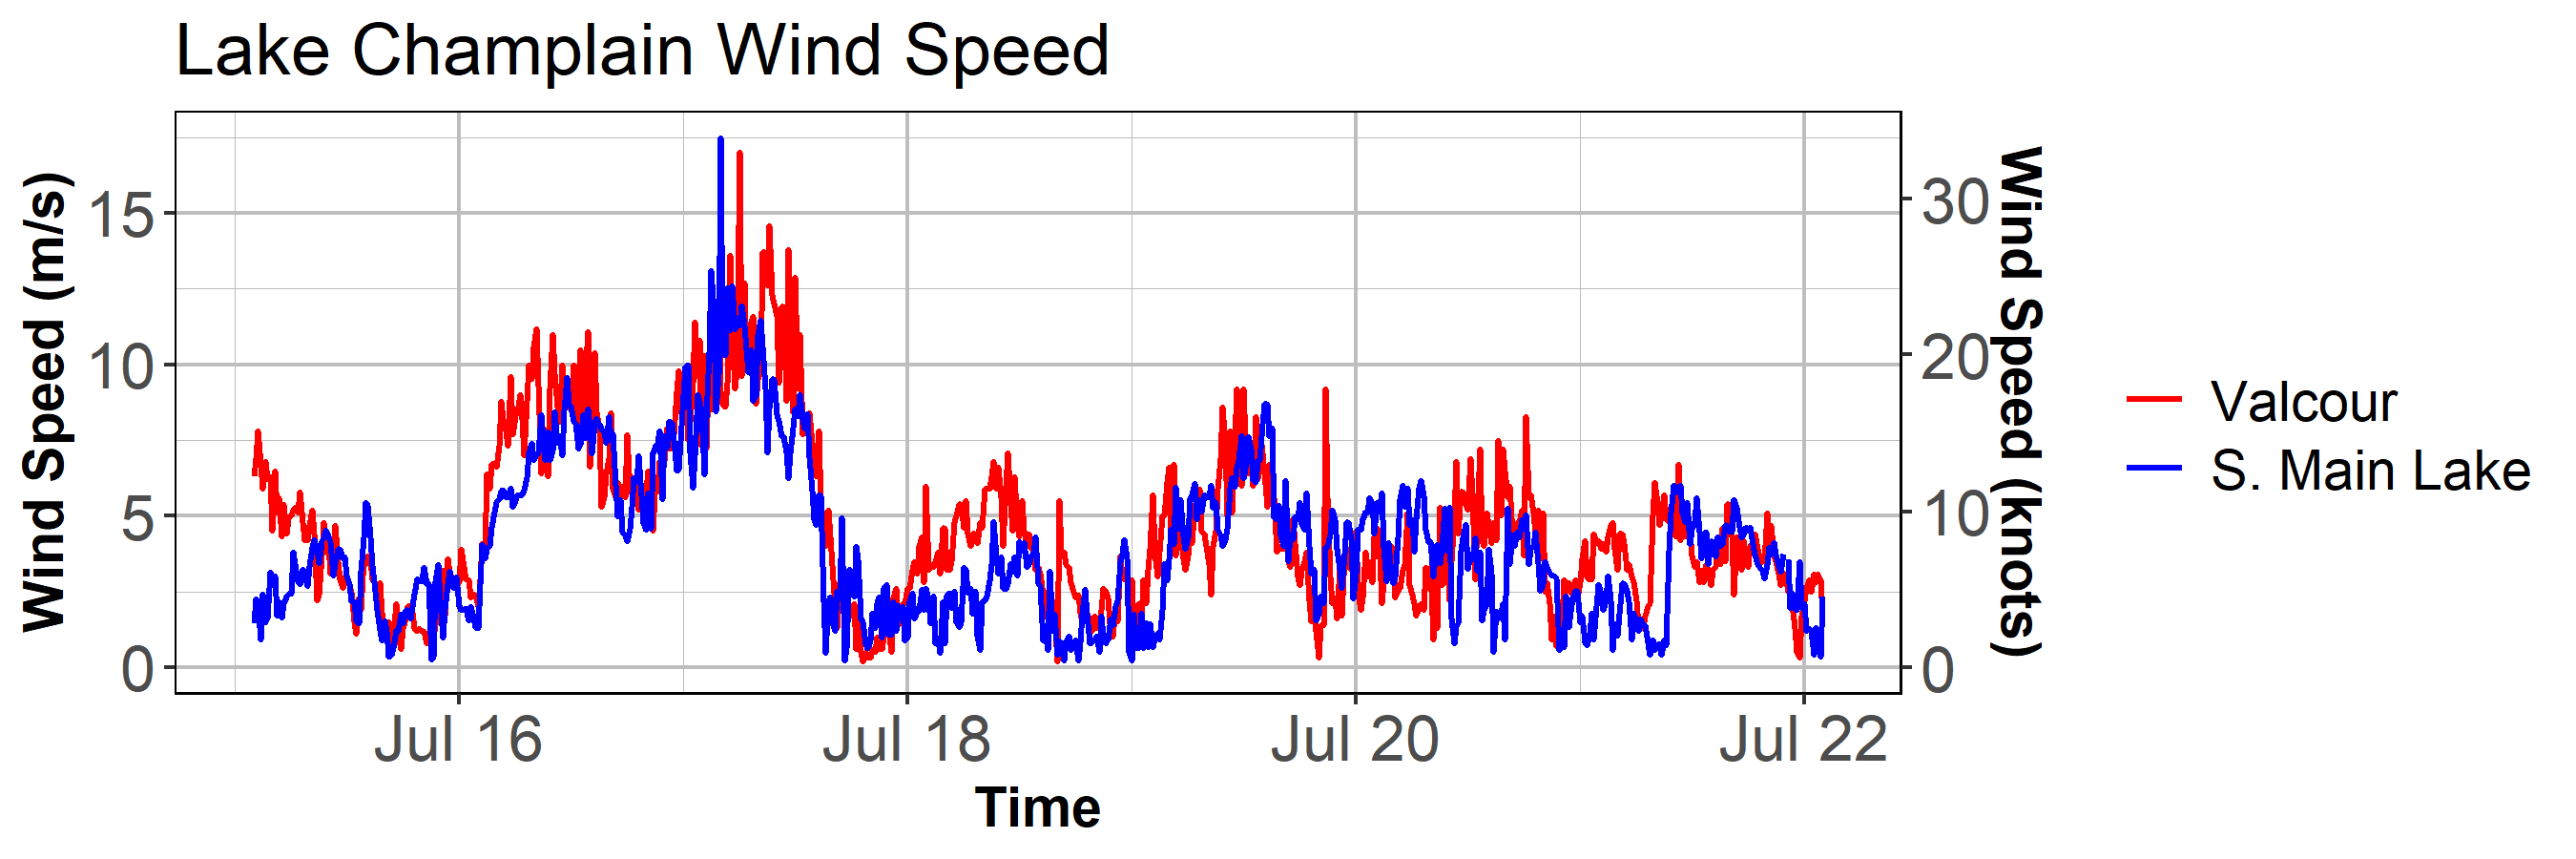 Lake Champlain Wind Speed
Wind Speed (m/s)
15
10
5
0
30
20
10
0
Wind Speed (knots)
Jul 16
Jul 18
Jul 20
Jul 22
Time
Valcour
S. Main Lake